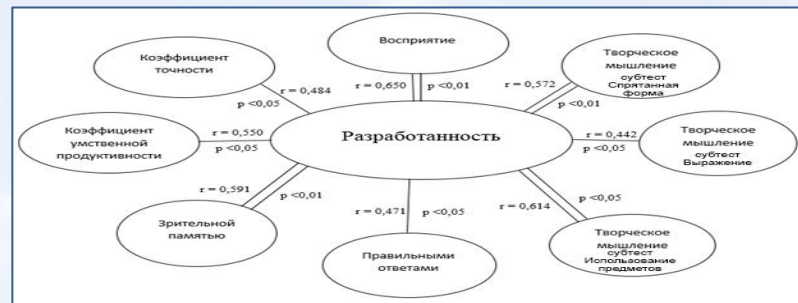 Восприятие
Коэффициент
точности
Творческое
мышление
субтест
Спрятанная
форма
r = 0,484
p <0,05
r = 0,650
p <0,01
r = 0,572
p <0,01
Коэффициент
умственной
продуктивности
r = 0,550
p <0,05
Разработанность
r = 0,442
p <0,05
Творческое
мышление
субтест
Выражение
r = 0,591
p <0,01
r = 0,471
p <0,05
r = 0,614
p <0,05
Зрительной
памятью
Правильными
ответами
Творческое
мышление
субтест
Использование
предметов